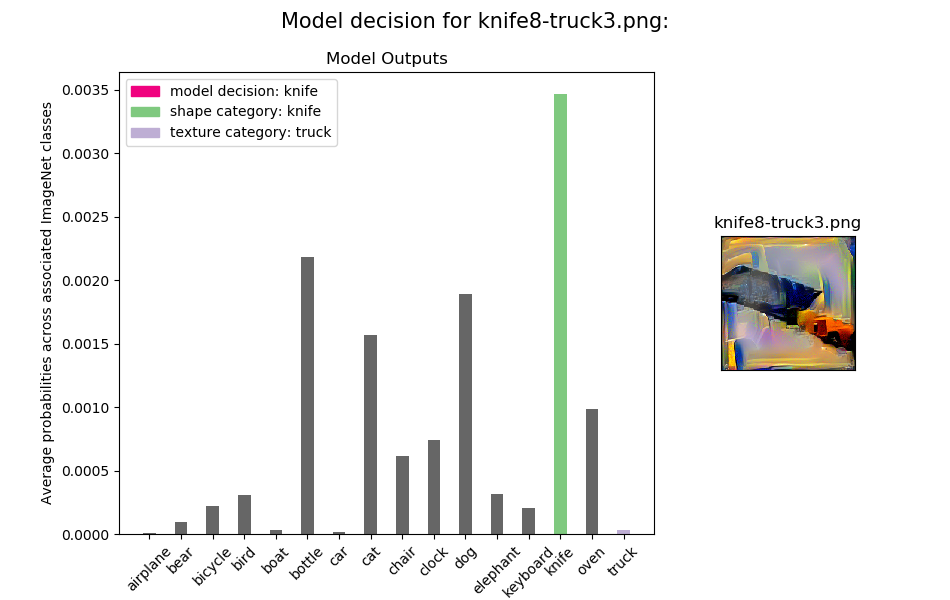 Model decision for knife8-truck3.png:
Model Outputs
model decision: knife
shape category: knife
texture category: truck
Average probabilities across associated ImageNet classes
0.0035
0.0030
0.0025
0.0020
0.0015
0.0010
0.0005
0.0000
airplane
bear
bicycle
bird
boat
bottle
car
cat
chair
clock
dog
elephant
keyboard
knife
oven
truck
knife8-truck3.png